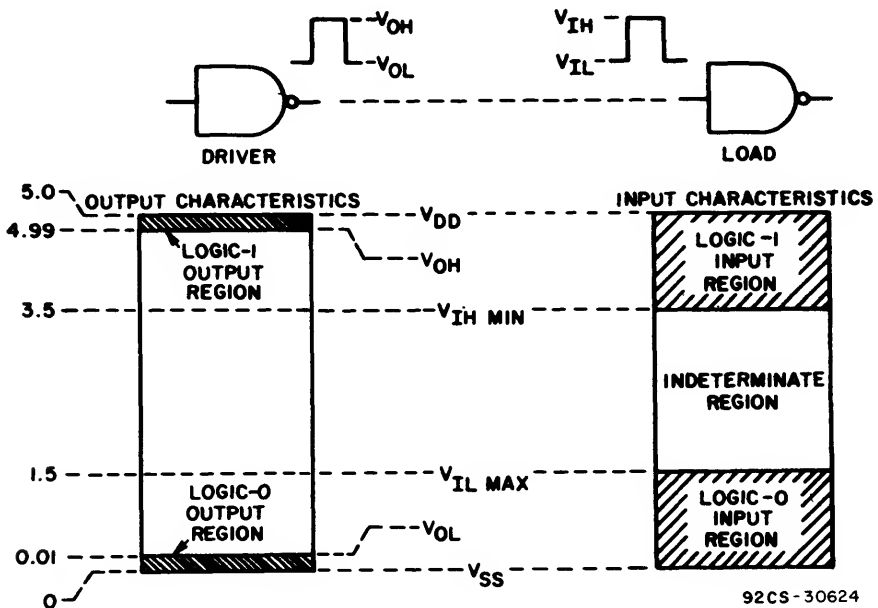 VOH
VOL
VIH
VIL
DRIVER
LOAD
OUTPUT CHARACTERISTICS
INPUT CHARACTERISTICS
5.0
VDD
4.99
LOGIC-1
OUTPUT
REGION
VOH
LOGIC-1
INPUT
REGION
3.5
VIH MIN
INDETERMINATE
REGION
1.5
VIL MAX
LOGIC-0
OUTPUT
REGION
VOL
LOGIC-0
INPUT
REGION
0.01
VSS
0
92CS-30624